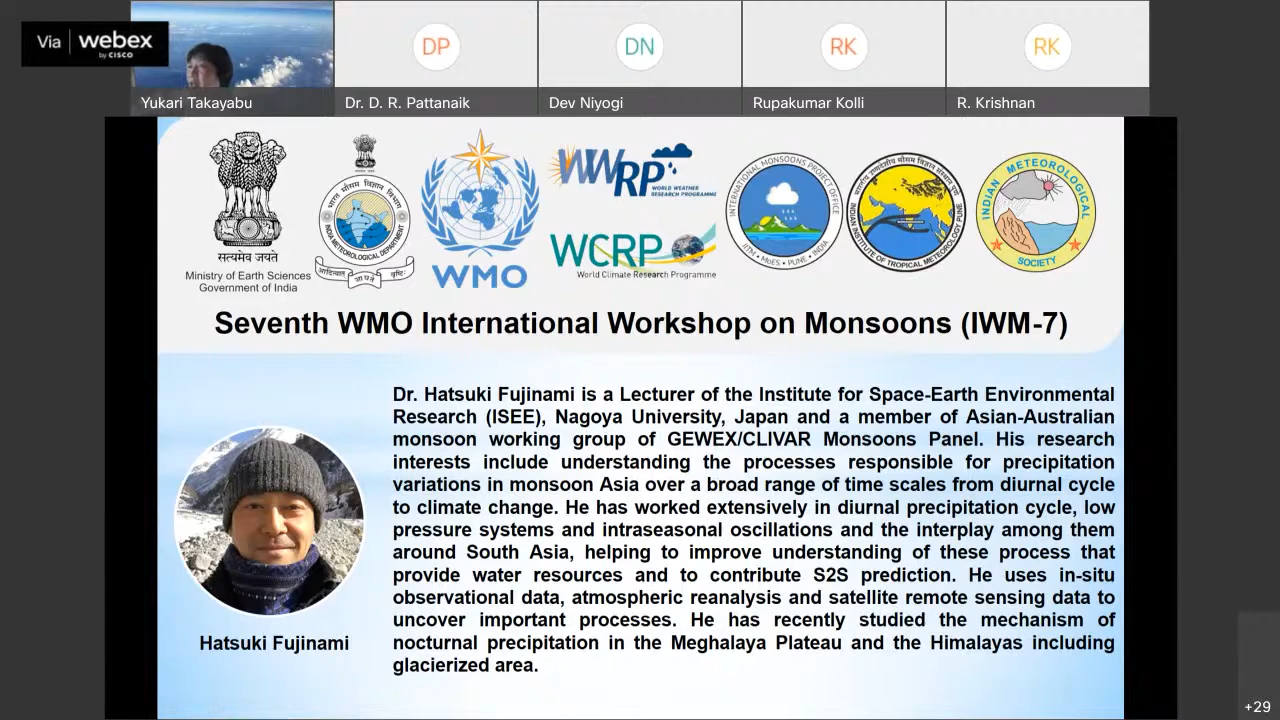 Via webex
by CISCO
DP
DN
RK
RK
Yukari Takayabu
Dr. D. R. Pattanaik
Dev Niyogi
Rupakumar Kolli
R. Krishnan
सत्यमेव जयते
Ministry of Earth Sciences
Government of India
भारत मौसम विज्ञान विभाग
INDIA METEOROLOGICAL DEPARTMENT
WMO
WWRP
WORLD WEATHER
RESEARCH PROGRAMME
WCRP
World Climate Research Programme
INTERNATIONAL MONSOONS PROJECT OFFICE
IITM • MoES • PUNE • INDIA
INDIAN INSTITUTE OF TROPICAL METEOROLOGY PUNE
INDIAN METEOROLOGICAL
SOCIETY
Seventh WMO International Workshop on Monsoons (IWM-7)
Dr. Hatsuki Fujinami is a Lecturer of the Institute for Space-Earth Environmental
Research (ISEE), Nagoya University, Japan and a member of Asian-Australian
monsoon working group of GEWEX/CLIVAR Monsoons Panel. His research
interests include understanding the processes responsible for precipitation
variations in monsoon Asia over a broad range of time scales from diurnal cycle
to climate change. He has worked extensively in diurnal precipitation cycle, low
pressure systems and intraseasonal oscillations and the interplay among them
around South Asia, helping to improve understanding of these process that
provide water resources and to contribute S2S prediction. He uses in-situ
observational data, atmospheric reanalysis and satellite remote sensing data to
uncover important processes. He has recently studied the mechanism of
nocturnal precipitation in the Meghalaya Plateau and the Himalayas including
glacierized area.
Hatsuki Fujinami
+29